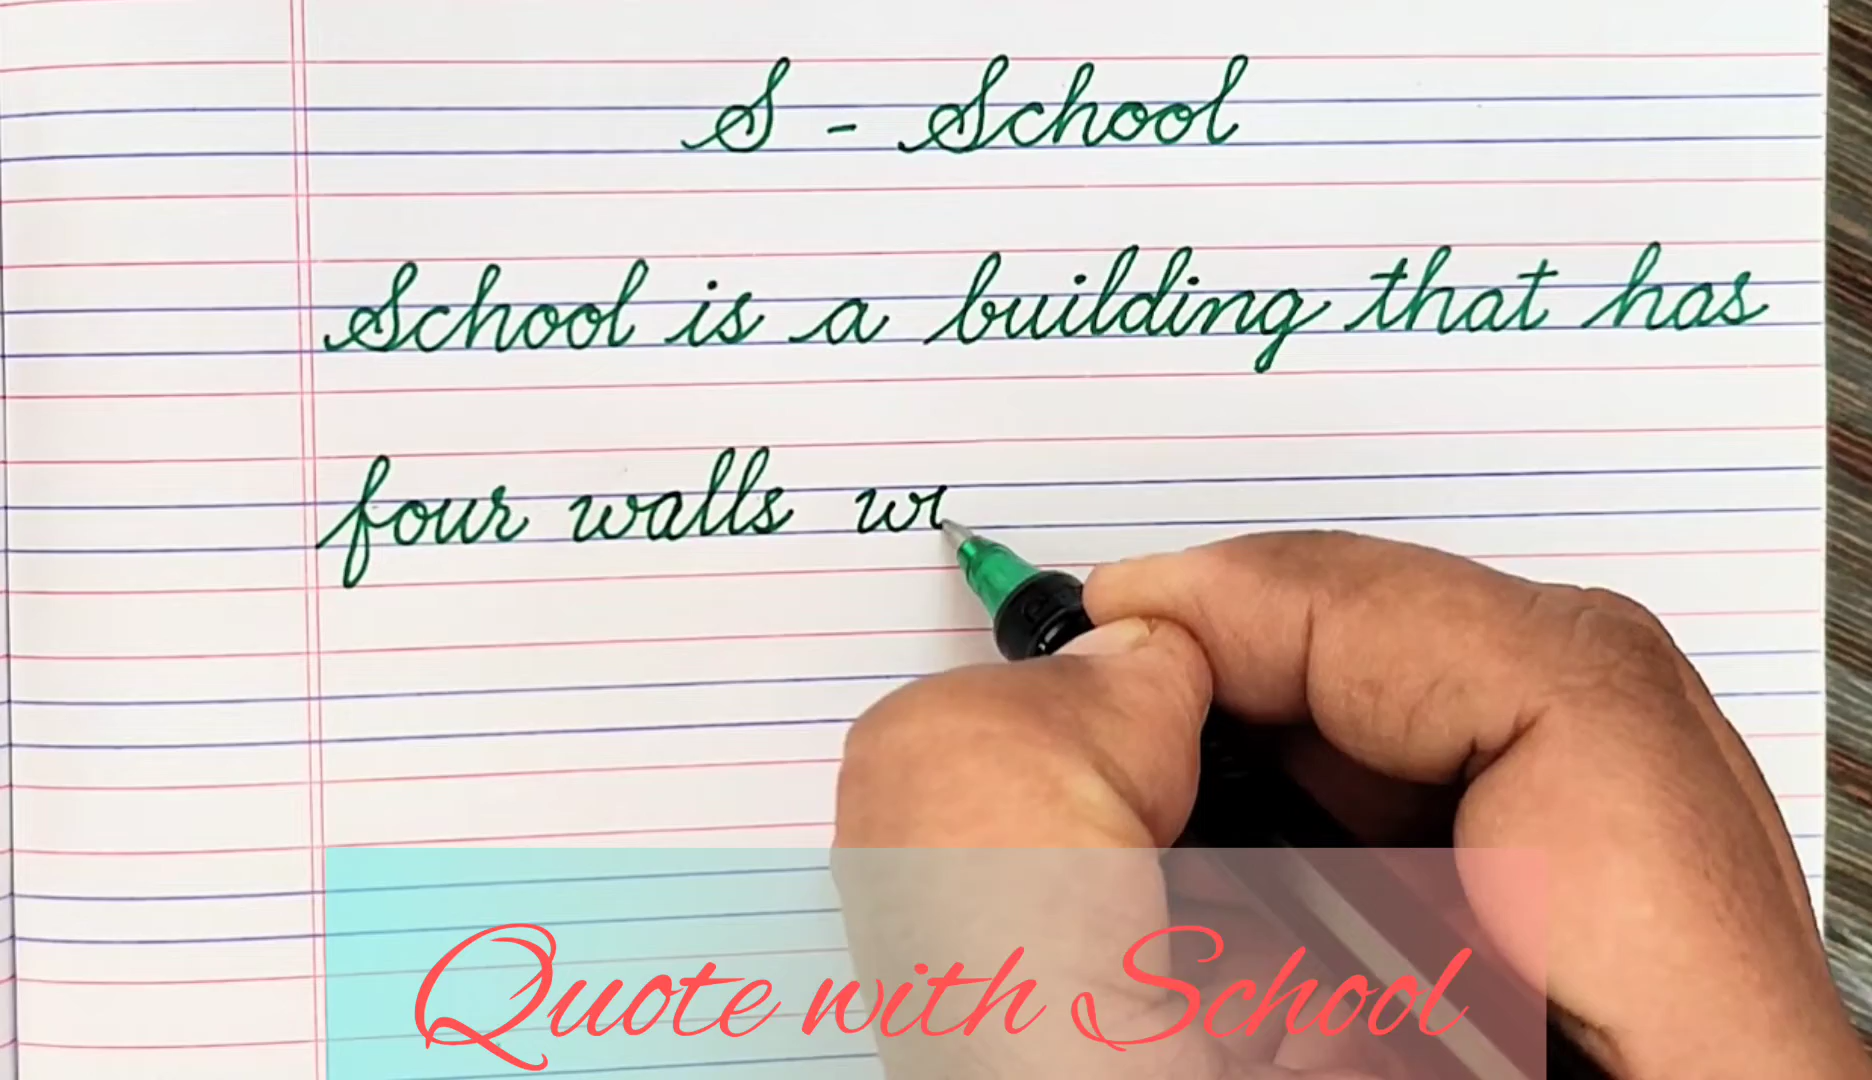 S - School
School is a building that has
four walls
Quote with School